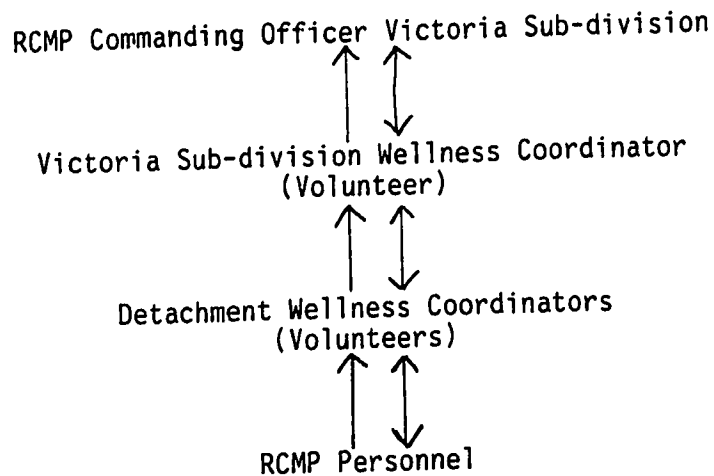 RCMP Commanding Officer Victoria Sub-division
Victoria Sub-division Wellness Coordinator
(Volunteer)
Detachment Wellness Coordinators
(Volunteers)
RCMP Personnel